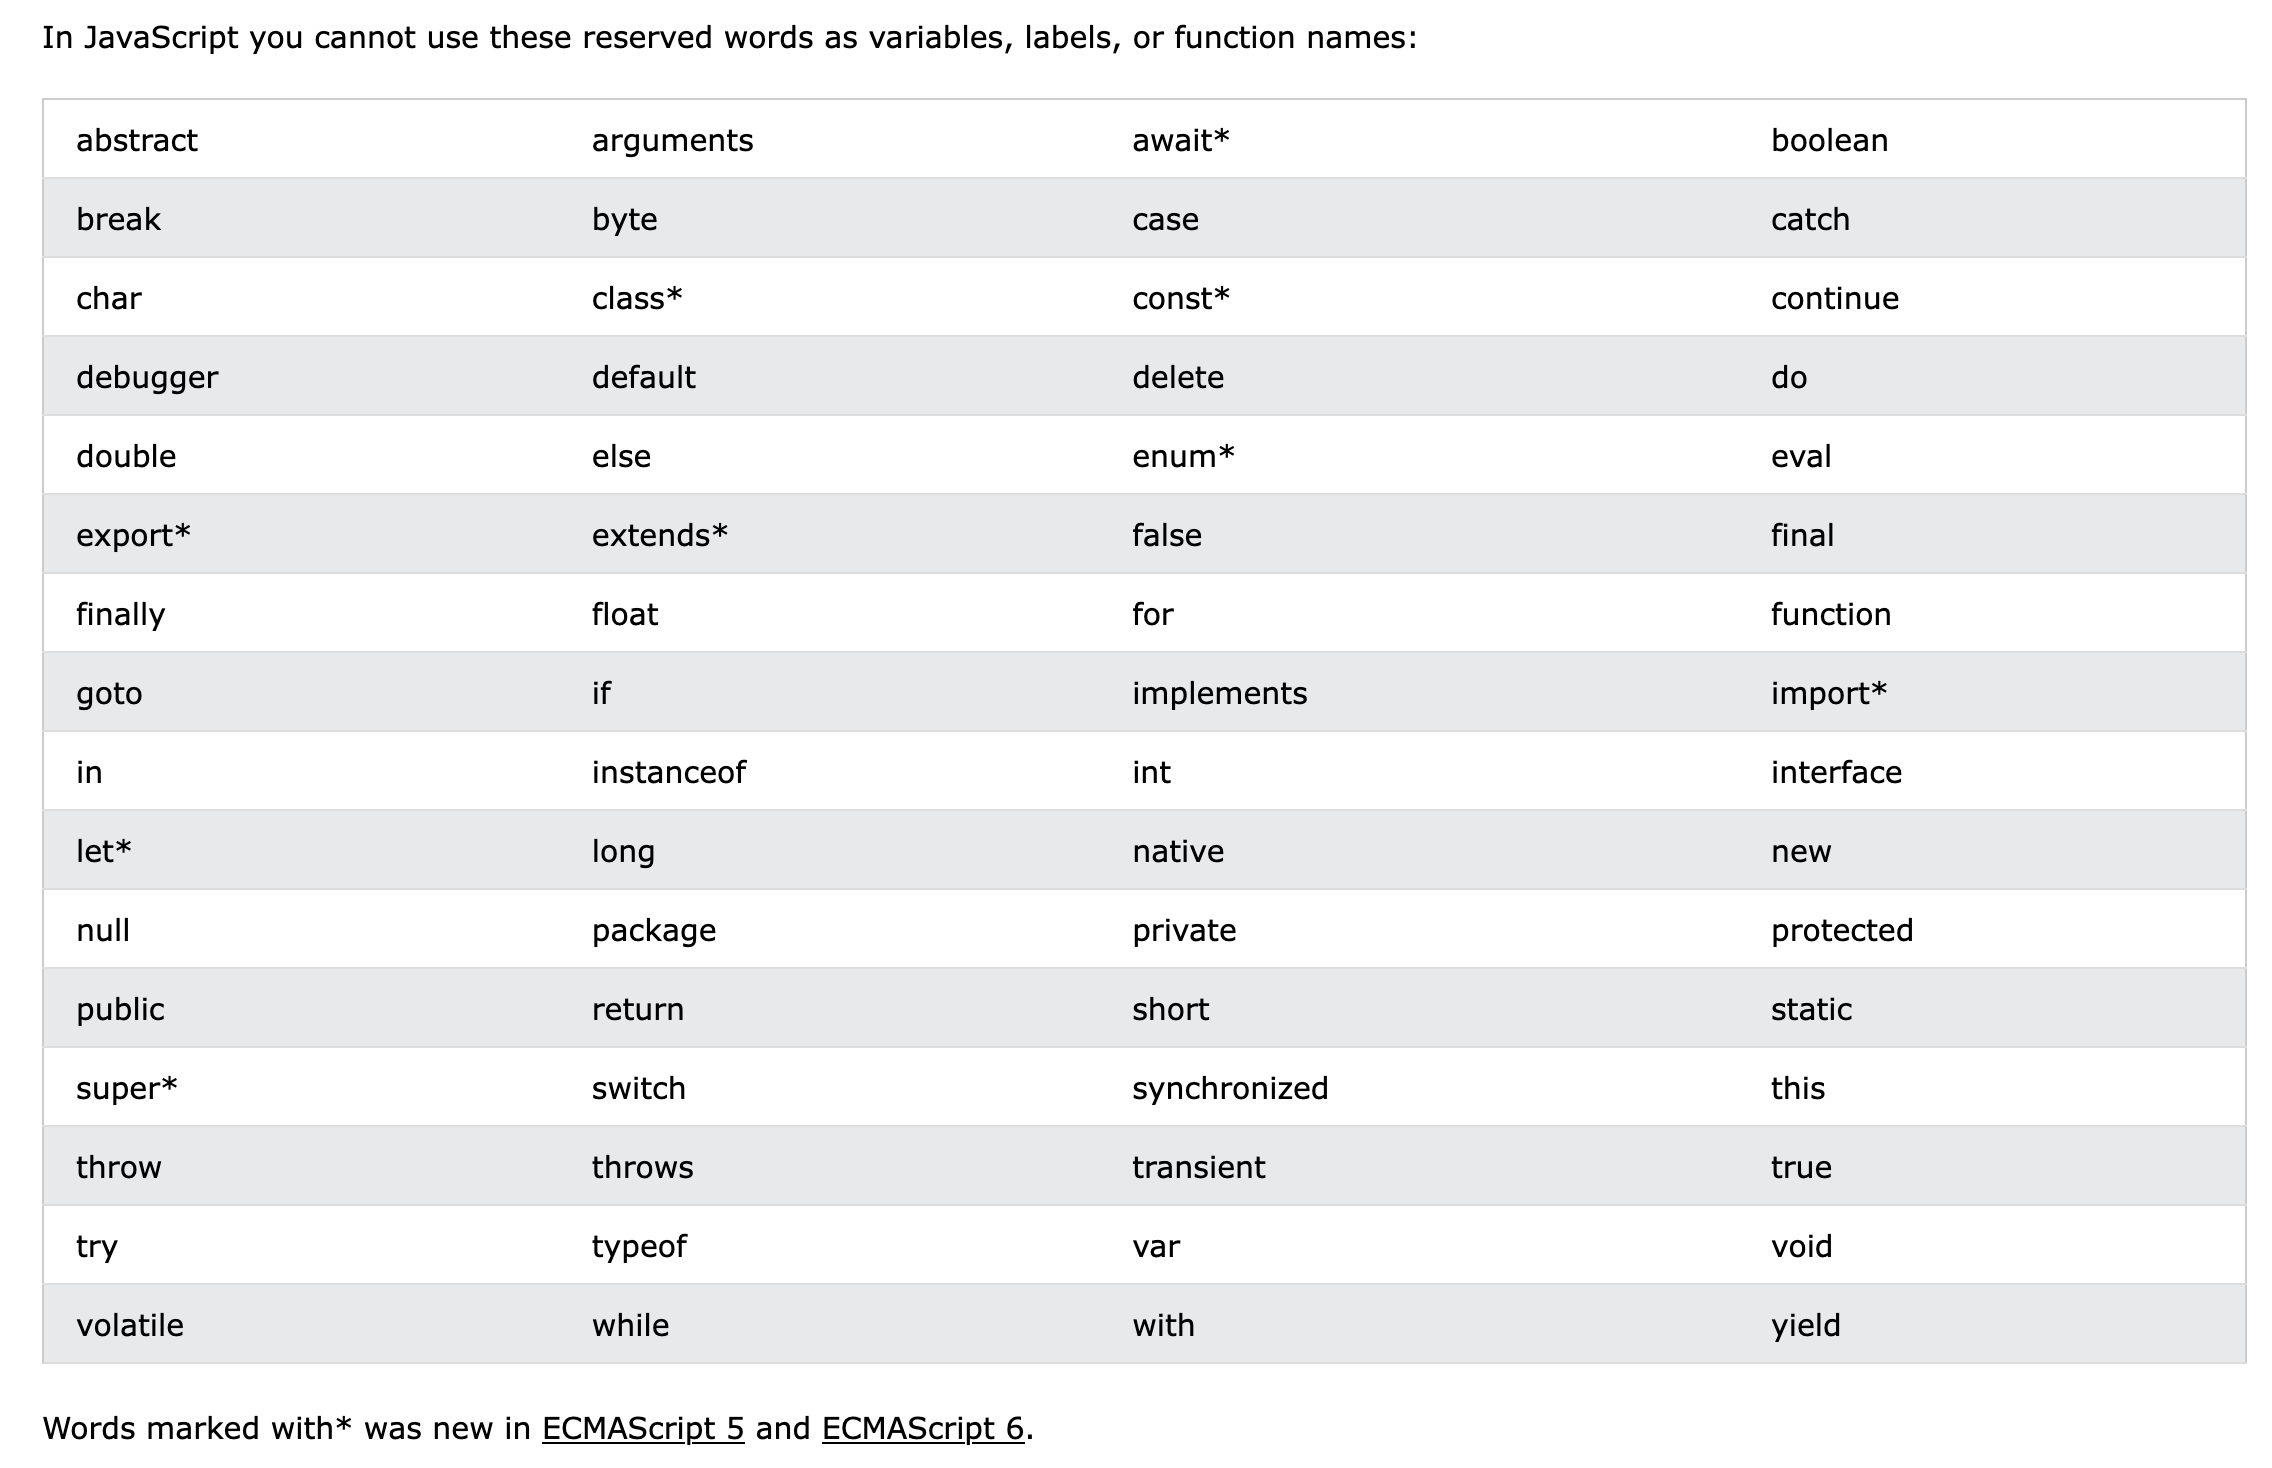 In JavaScript you cannot use these reserved words as variables, labels, or function names:
abstract arguments await* boolean
break byte case catch
char class* const* continue
debugger default delete do
double else enum* eval
export* extends* false final
finally float for function
goto if implements import*
in instanceof int interface
let* long native new
null package private protected
public return short static
super* switch synchronized this
throw throws transient true
try typeof var void
volatile while with yield
Words marked with* was new in ECMAScript 5 and ECMAScript 6.